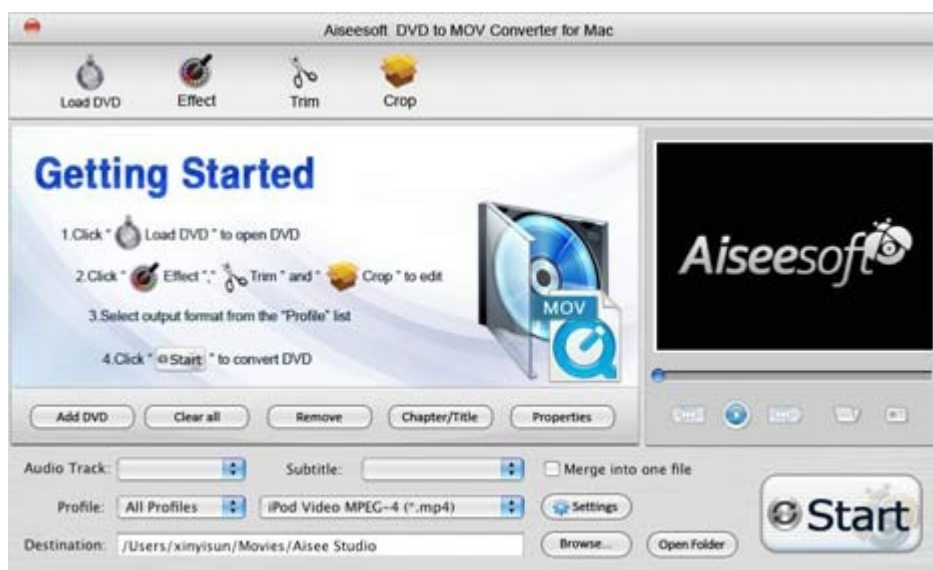 Aiseesoft DVD to MOV Converter for Mac
Load DVD Effect Trim Crop
Getting Started
1.Click " Load DVD " to open DVD
2.Click " Effect "," Trim " and " Crop " to edit
3.Select output format from the "Profile" list
4.Click " Start " to convert DVD
MOV
Aiseesoft
Add DVD Clear all Remove Chapter/Title Properties
Audio Track: Subtitle: Merge into one file
Profile: All Profiles iPod Video MPEG-4 (*.mp4) Settings
Start
Destination: /Users/xinyisun/Movies/Aisee Studio Browse... Open Folder